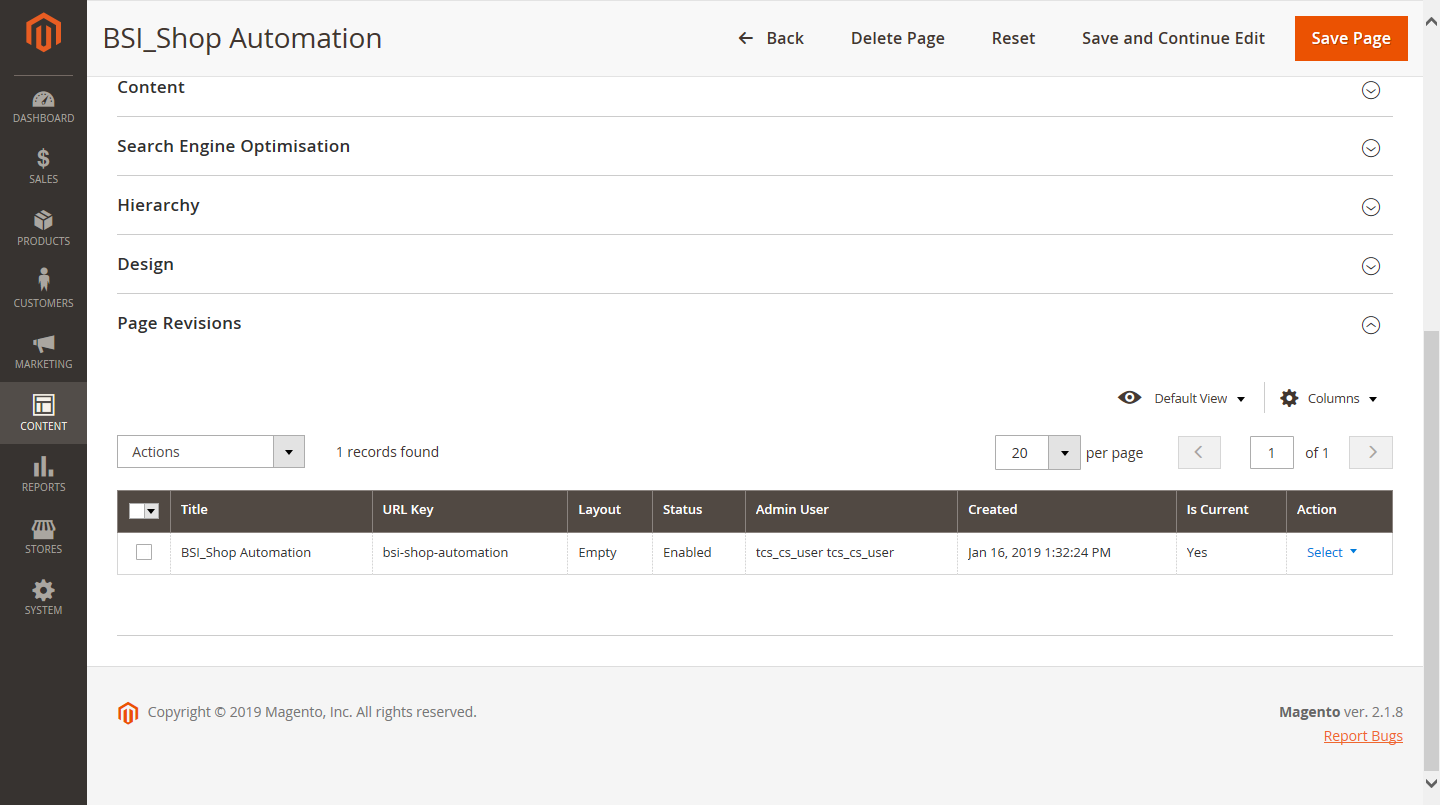 BSI_Shop Automation
Back
Delete Page
Reset
Save and Continue Edit
Save Page
DASHBOARD
SALES
PRODUCTS
CUSTOMERS
MARKETING
CONTENT
REPORTS
STORES
SYSTEM
Content
Search Engine Optimisation
Hierarchy
Design
Page Revisions
Default View
Columns
Actions
1 records found
20
per page
1
of 1
Title URL Key Layout Status Admin User Created Is Current Action
BSI_Shop Automation bsi-shop-automation Empty Enabled tcs_cs_user tcs_cs_user Jan 16, 2019 1:32:24 PM Yes Select
Copyright © 2019 Magento, Inc. All rights reserved.
Magento ver. 2.1.8
Report Bugs